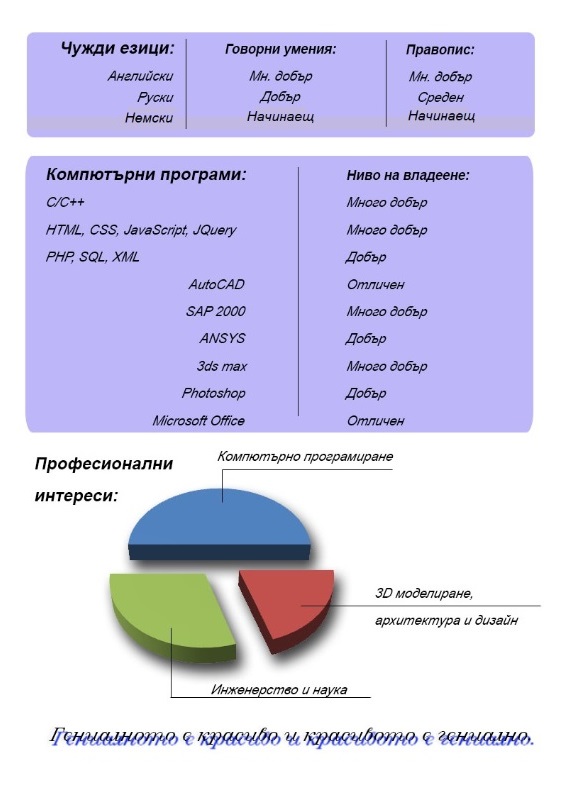 Чужди езици: Говорни умения: Правопис:
Английски Мн. добър Мн. добър
Руски Добър Среден
Немски Начинаещ Начинаещ
Компютърни програми: Ниво на владеене:
C/C++ Много добър
HTML, CSS, JavaScript, JQuery Много добър
PHP, SQL, XML Добър
AutoCAD Отличен
SAP 2000 Много добър
ANSYS Добър
3ds max Много добър
Photoshop Добър
Microsoft Office Отличен
Професионални
интереси:
Компютърно програмиране
3D моделиране,
архитектура и дизайн
Инженерство и наука
Гениалното е красиво и красивото е гениално.